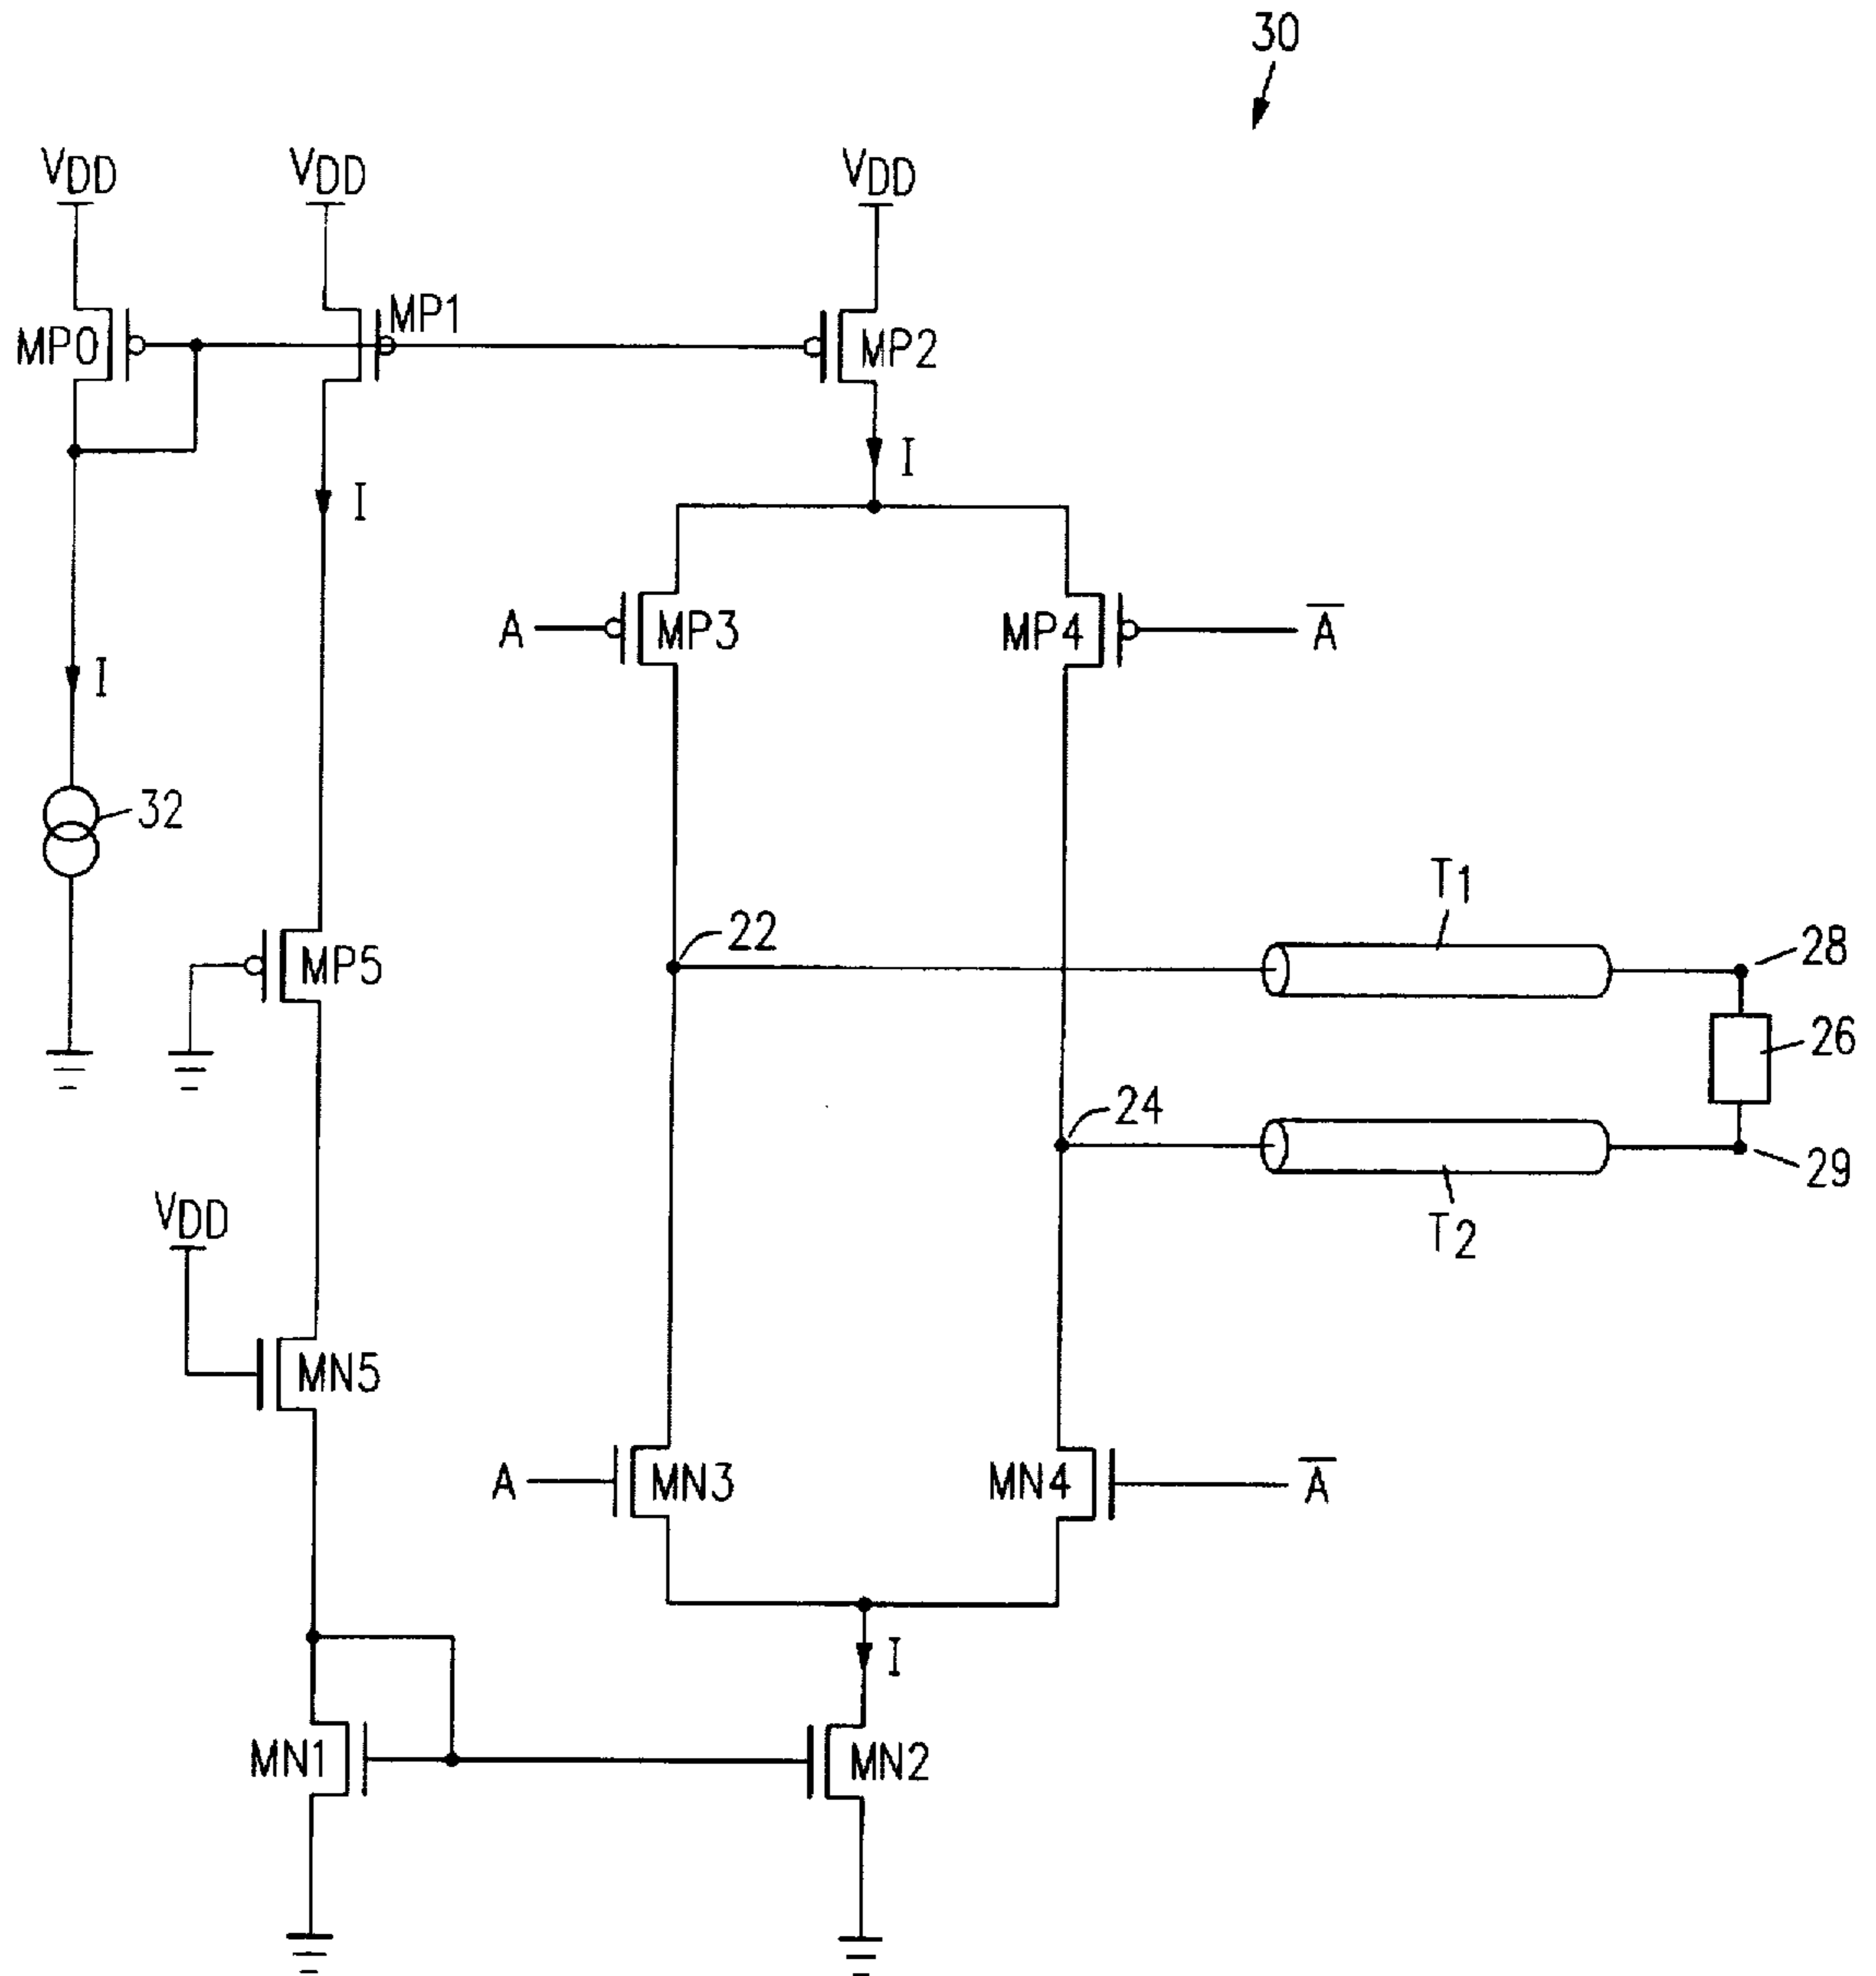 30
VDD VDD VDD
MP0 MP1 MP2
I
I
A MP3 MP4 A̅
I
32
T1
22
28
MP5
26
24
29
VDD
T2
MN5
A MN3 MN4 A̅
I
MN1 MN2